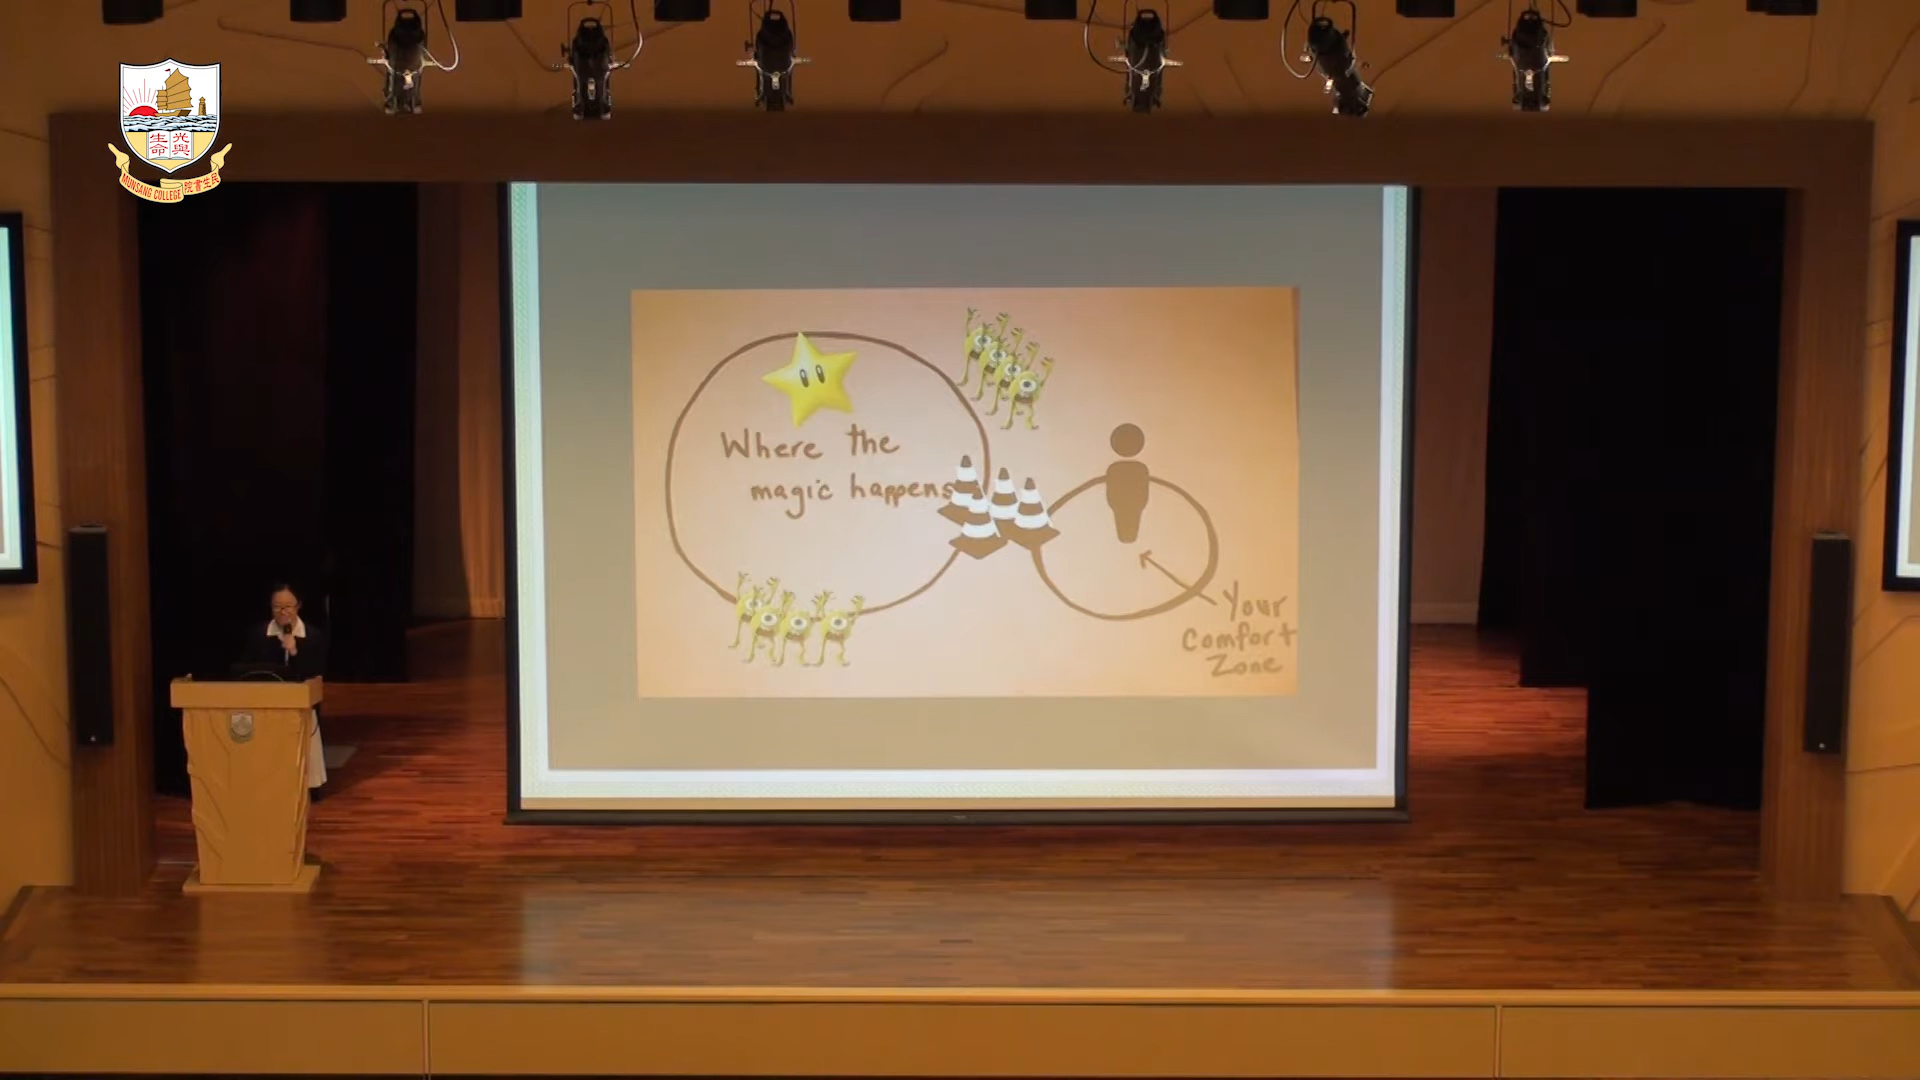 生命
光與
MUNSANG COLLEGE 院書生民
Where the
magic happens
Your
Comfort
Zone